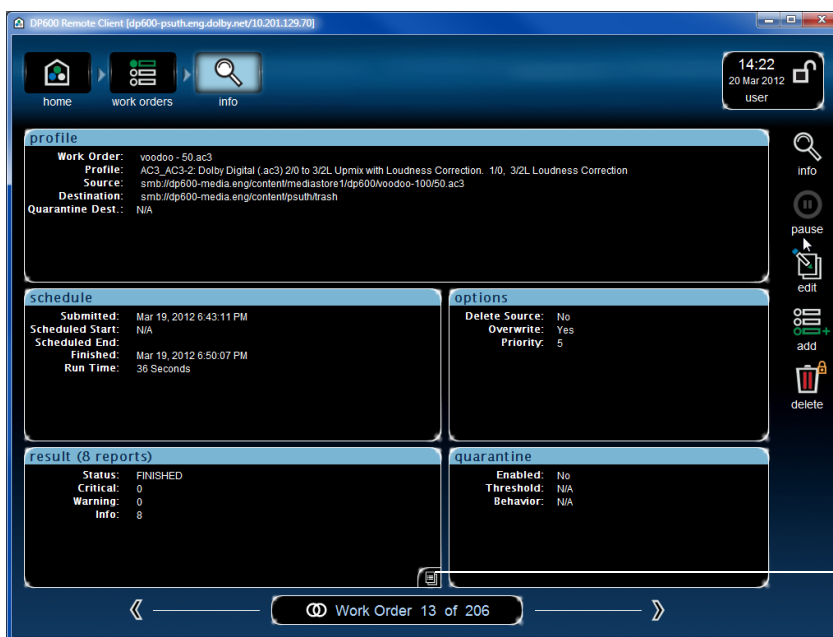 DP600 Remote Client [dp600-psuth.eng.dolby.net/10.201.129.70]
home
work orders
info
14:22
20 Mar 2012
user
profile
Work Order: voodoo - 50.ac3
Profile: AC3_AC3-2: Dolby Digital (.ac3) 2/0 to 3/2L Upmix with Loudness Correction. 1/0, 3/2L Loudness Correction
Source: smb://dp600-media.eng/content/mediastore1/dp600/voodoo-100/50.ac3
Destination: smb://dp600-media.eng/content/psuth/trash
Quarantine Dest.: N/A
info
pause
edit
add
delete
schedule
Submitted: Mar 19, 2012 6:43:11 PM
Scheduled Start: N/A
Scheduled End:
Finished: Mar 19, 2012 6:50:07 PM
Run Time: 36 Seconds
options
Delete Source: No
Overwrite: Yes
Priority: 5
result (8 reports)
Status: FINISHED
Critical: 0
Warning: 0
Info: 8
quarantine
Enabled: No
Threshold: N/A
Behavior: N/A
Work Order 13 of 206